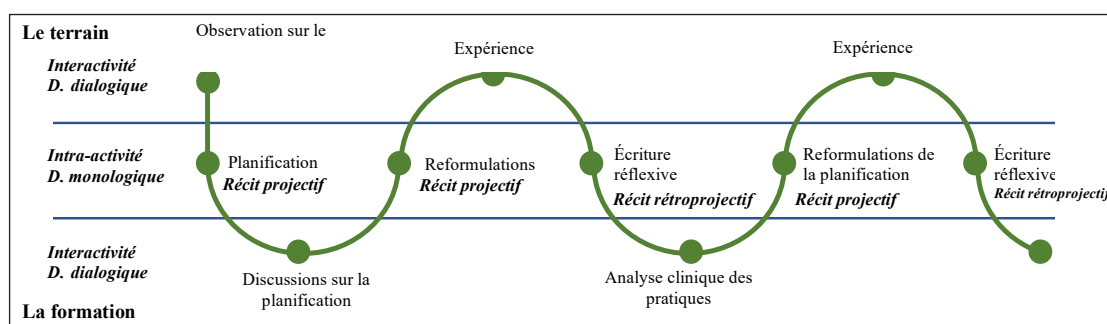 Le terrain
Observation sur le
Interactivité
D. dialogique
Expérience
Expérience
Intra-activité
D. monologique
Planification
Récit projectif
Reformulations
Récit projectif
Écriture
réflexive
Récit rétroprojectif
Reformulations de
la planification
Récit projectif
Écriture
réflexive
Récit rétroprojectif
Interactivité
D. dialogique
Discussions sur la
planification
Analyse clinique des
pratiques
La formation